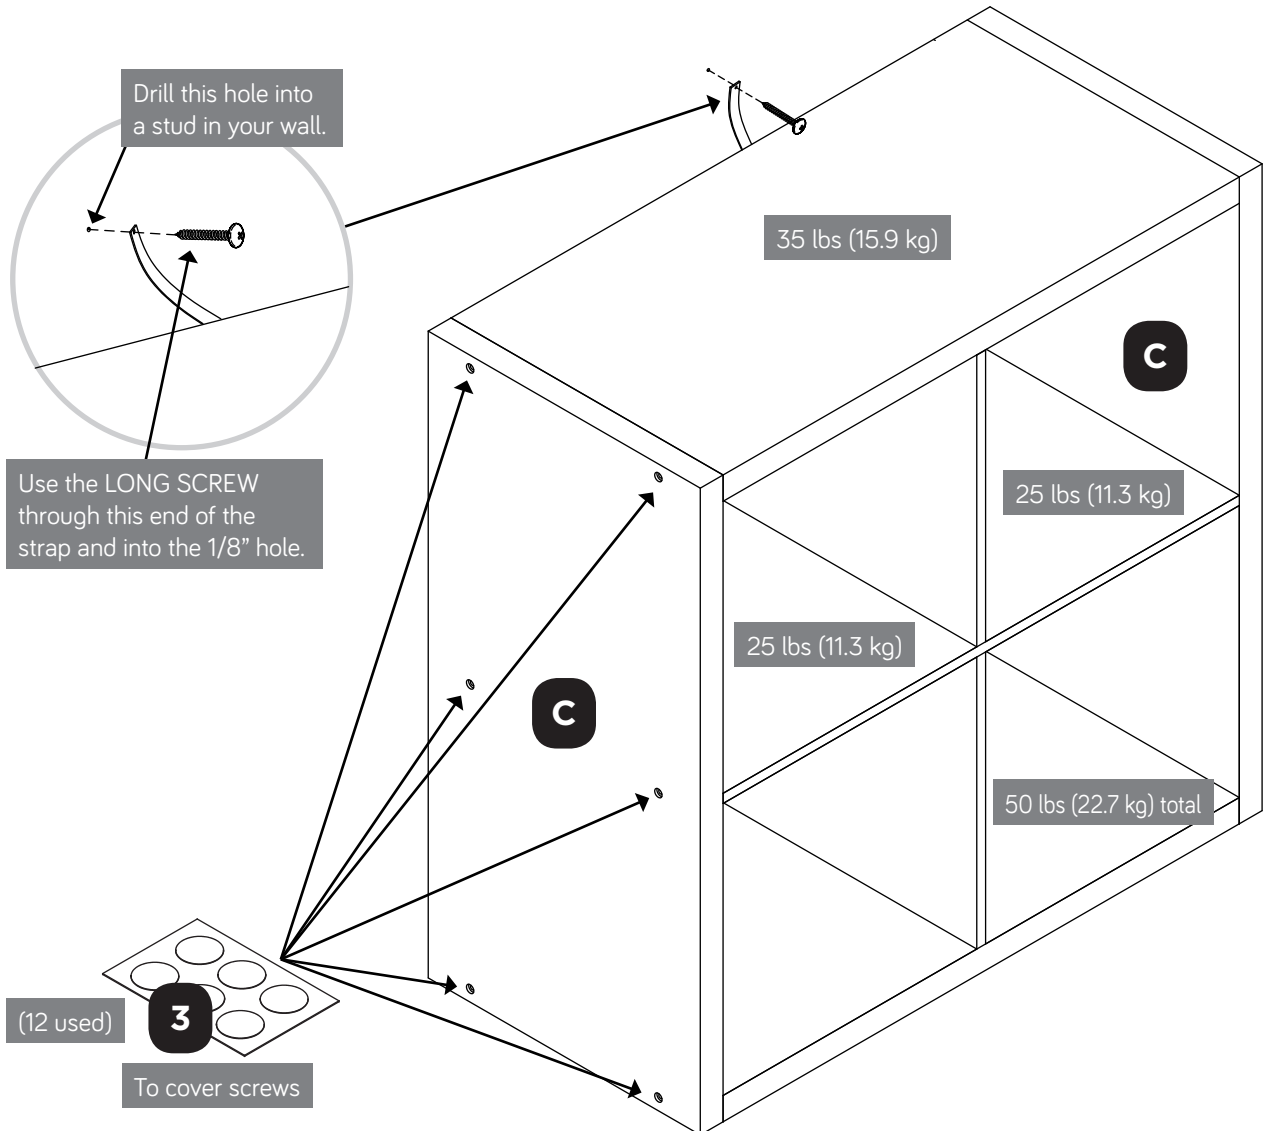 Drill this hole into
a stud in your wall.
35 lbs (15.9 kg)
C
Use the LONG SCREW
through this end of the
strap and into the 1/8” hole.
25 lbs (11.3 kg)
25 lbs (11.3 kg)
C
50 lbs (22.7 kg) total
(12 used)
3
To cover screws